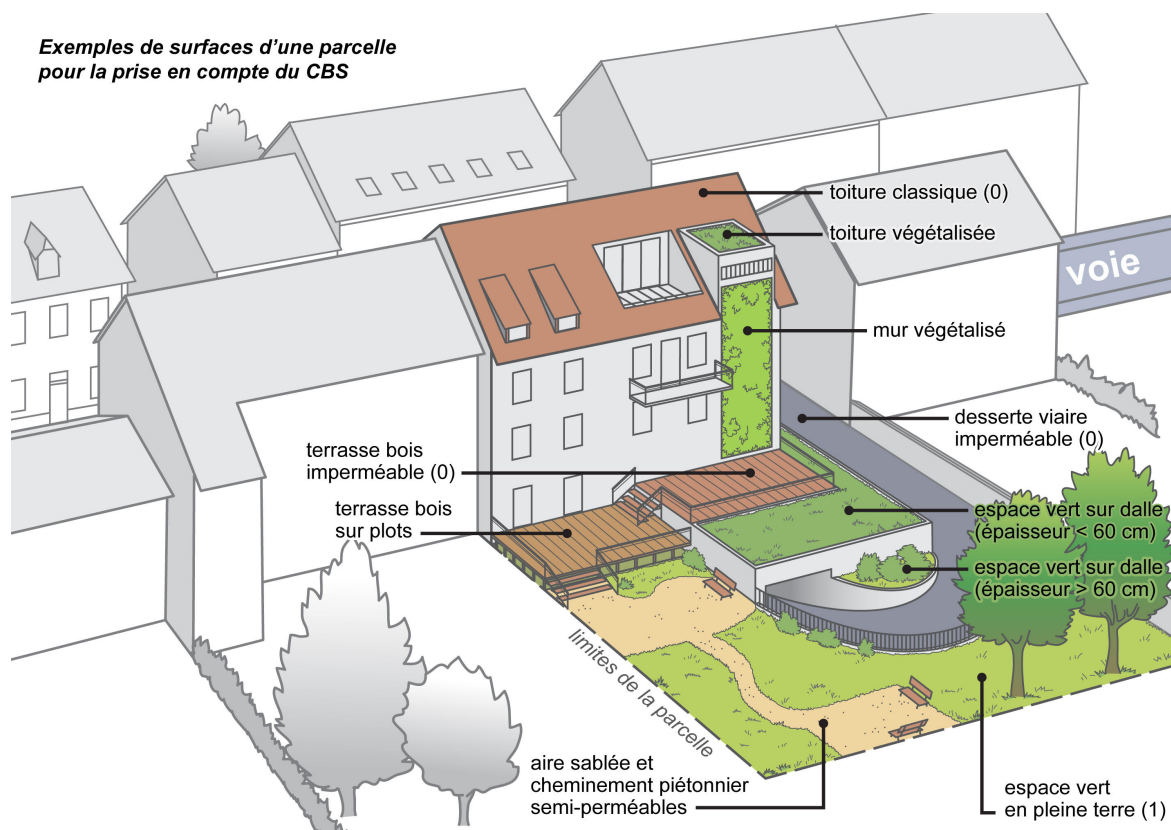 Exemples de surfaces d'une parcelle
pour la prise en compte du CBS
toiture classique (0)
toiture végétalisée
voie
mur végétalisé
desserte viaire
imperméable (0)
terrasse bois
imperméable (0)
terrasse bois
sur plots
espace vert sur dalle
(épaisseur < 60 cm)
espace vert sur dalle
(épaisseur > 60 cm)
limites de la parcelle
aire sablée et
cheminement piétonnier
semi-perméables
espace vert
en pleine terre (1)